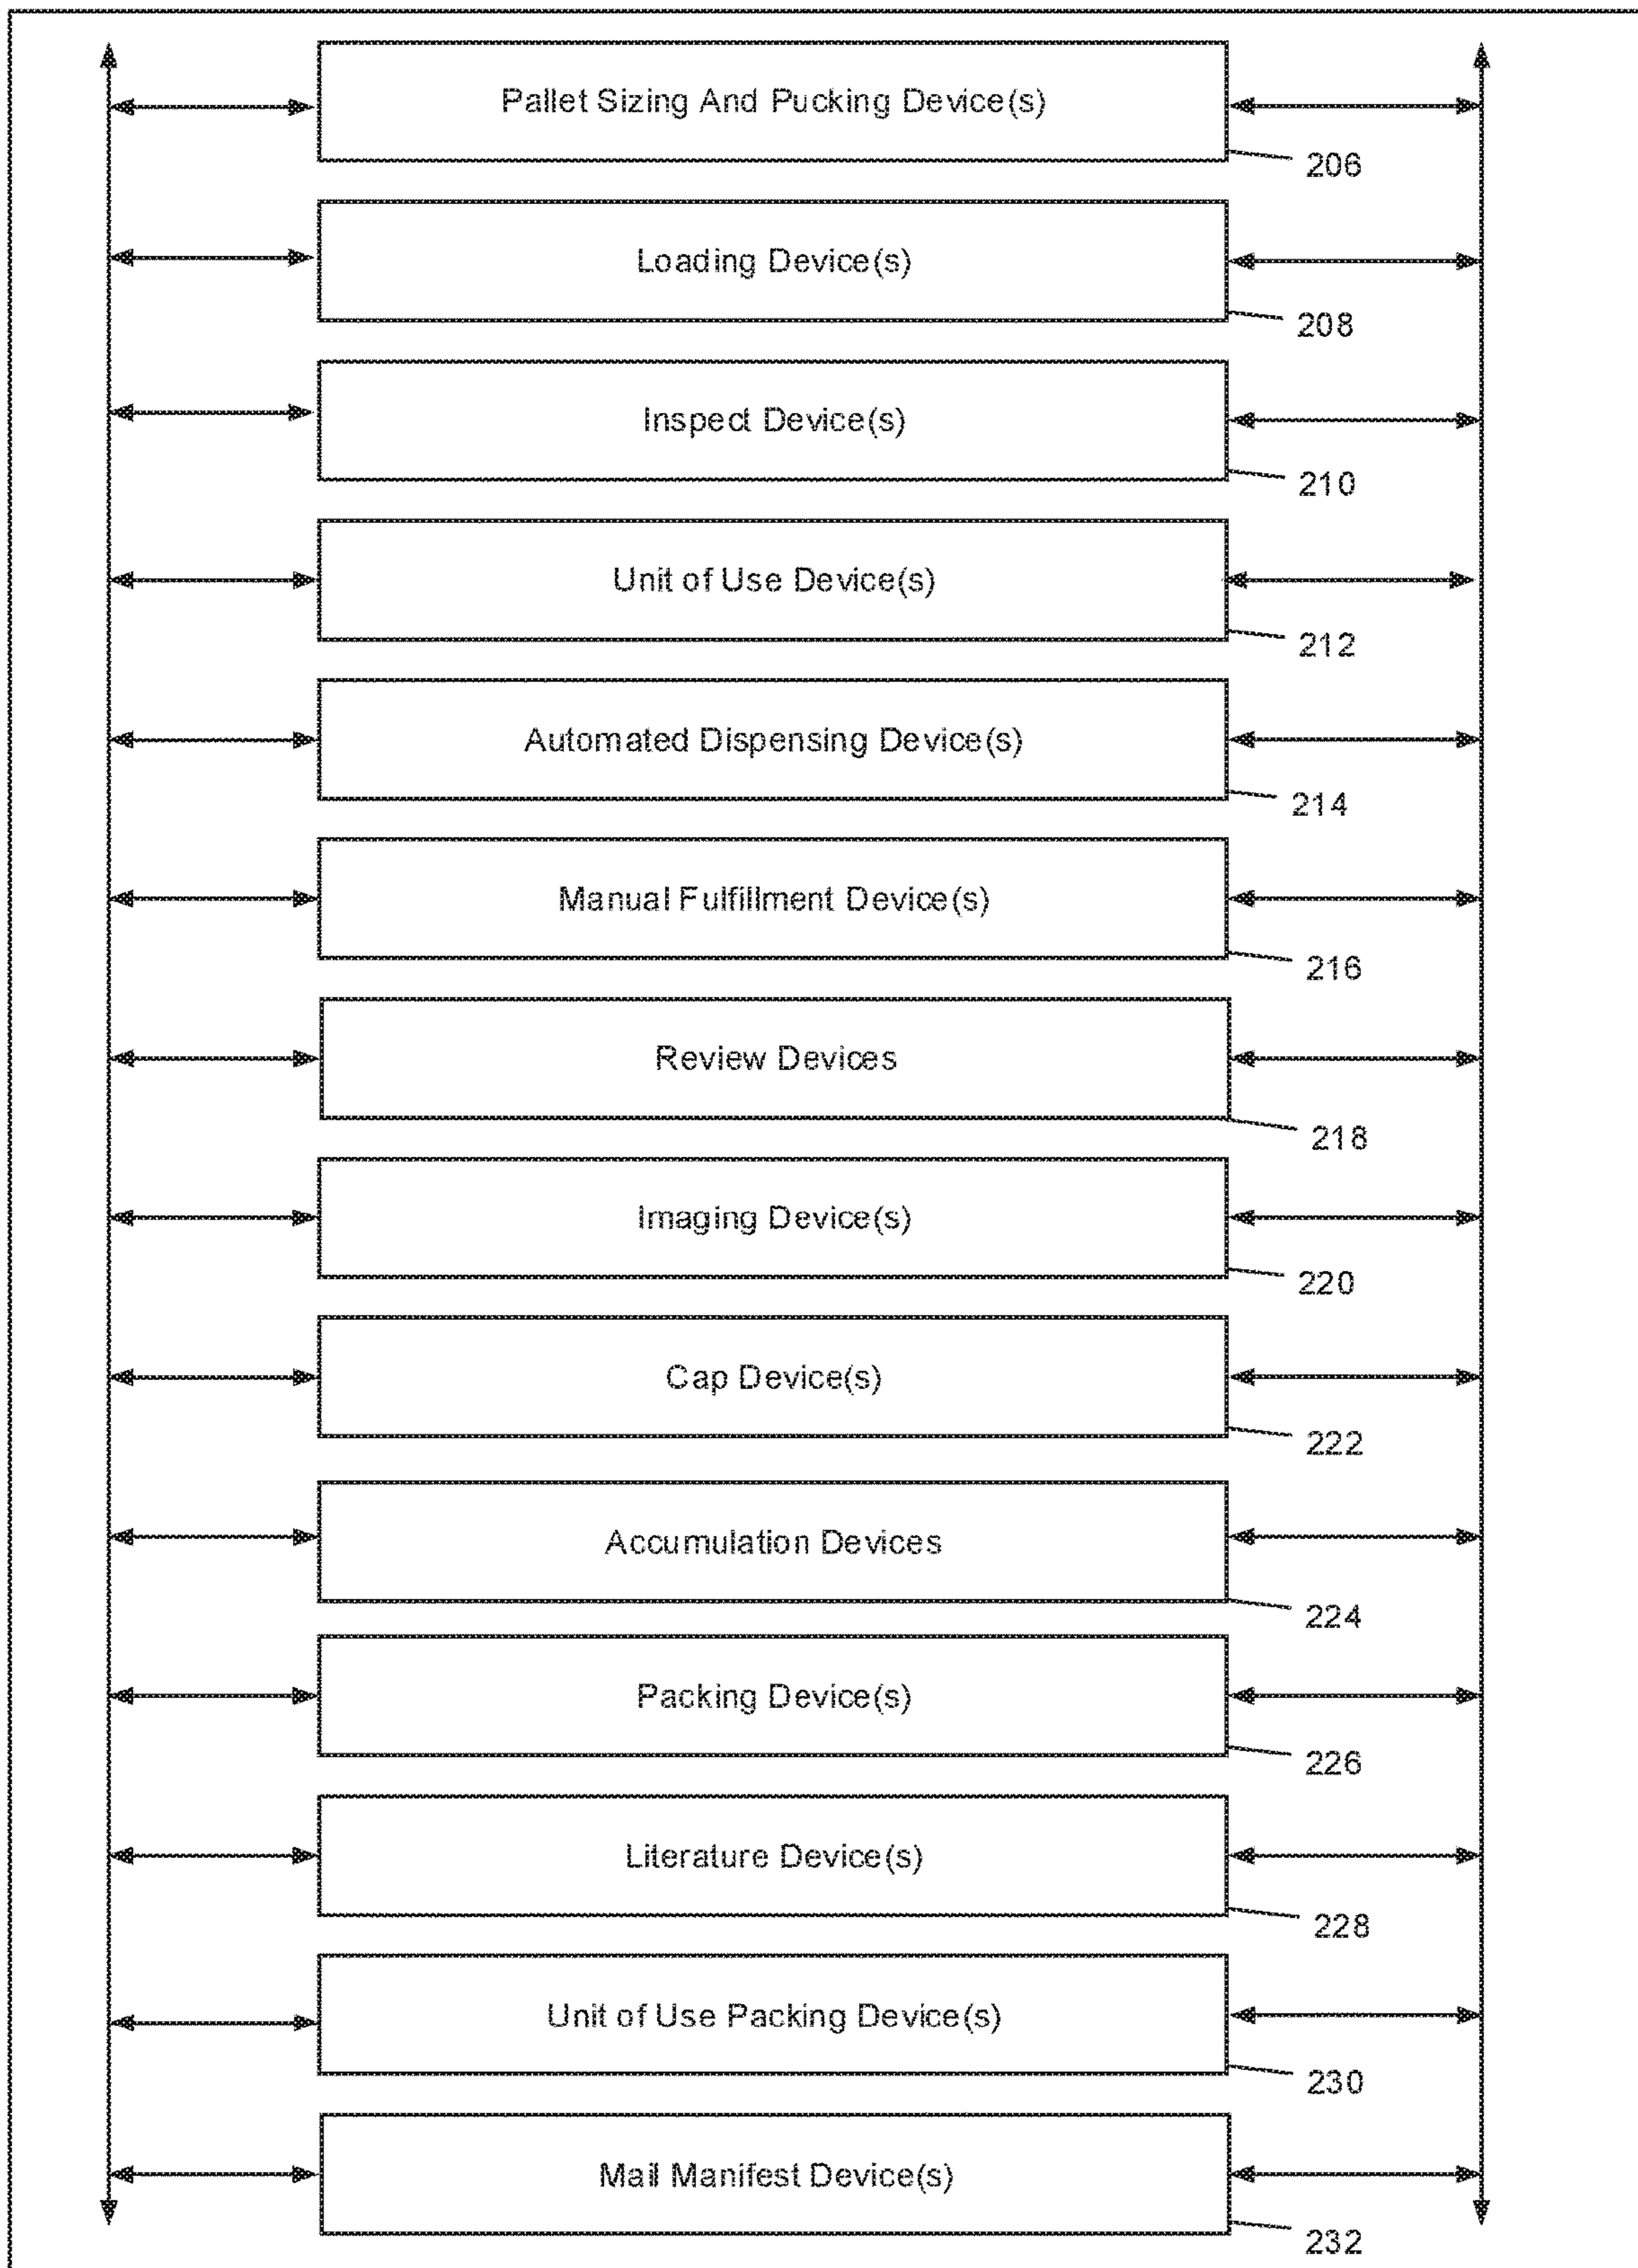 Pallet Sizing And Pucking Device(s)
206
Loading Device(s)
208
Inspect Device(s)
210
Unit of Use Device(s)
212
Automated Dispensing Device(s)
214
Manual Fulfillment Device(s)
216
Review Devices
218
Imaging Device(s)
220
Cap Device(s)
222
Accumulation Devices
224
Packing Device(s)
226
Literature Device(s)
228
Unit of Use Packing Device(s)
230
Mail Manifest Device(s)
232